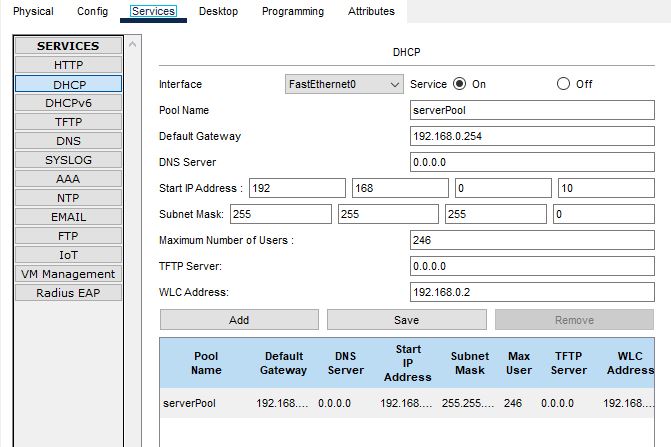 Physical Config Services Desktop Programming Attributes
SERVICES
HTTP
DHCP
DHCPv6
TFTP
DNS
SYSLOG
AAA
NTP
EMAIL
FTP
IoT
VM Management
Radius EAP
DHCP
Interface FastEthernet0 Service On Off
Pool Name serverPool
Default Gateway 192.168.0.254
DNS Server 0.0.0.0
Start IP Address : 192 168 0 10
Subnet Mask: 255 255 255 0
Maximum Number of Users : 246
TFTP Server: 0.0.0.0
WLC Address: 192.168.0.2
Add Save Remove
Pool Name Default Gateway DNS Server Start IP Address Subnet Mask Max User TFTP Server WLC Address
serverPool 192.168.... 0.0.0.0 192.168.... 255.255.... 246 0.0.0.0 192.168....